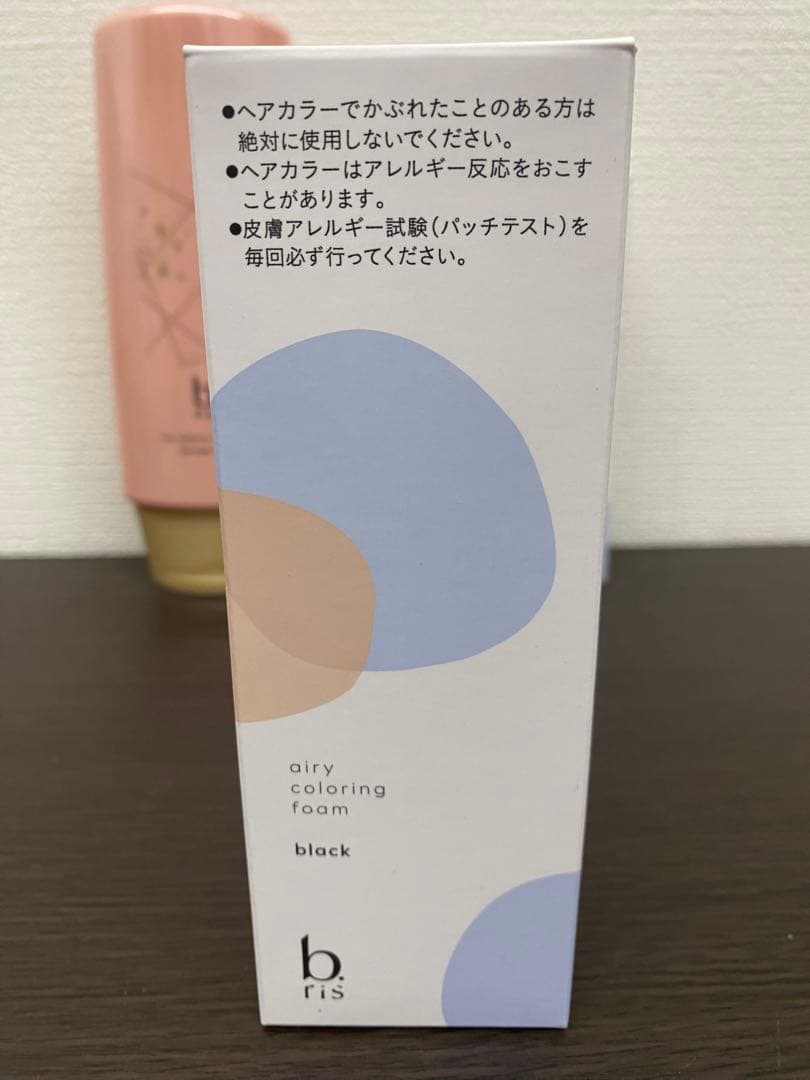 ●ヘアカラーでかぶれたことのある方は
絶対に使用しないでください。
●ヘアカラーはアレルギー反応をおこす
ことがあります。
●皮膚アレルギー試験(パッチテスト)を
毎回必ず行ってください。
airy
coloring
foam
black
b.
ris
b